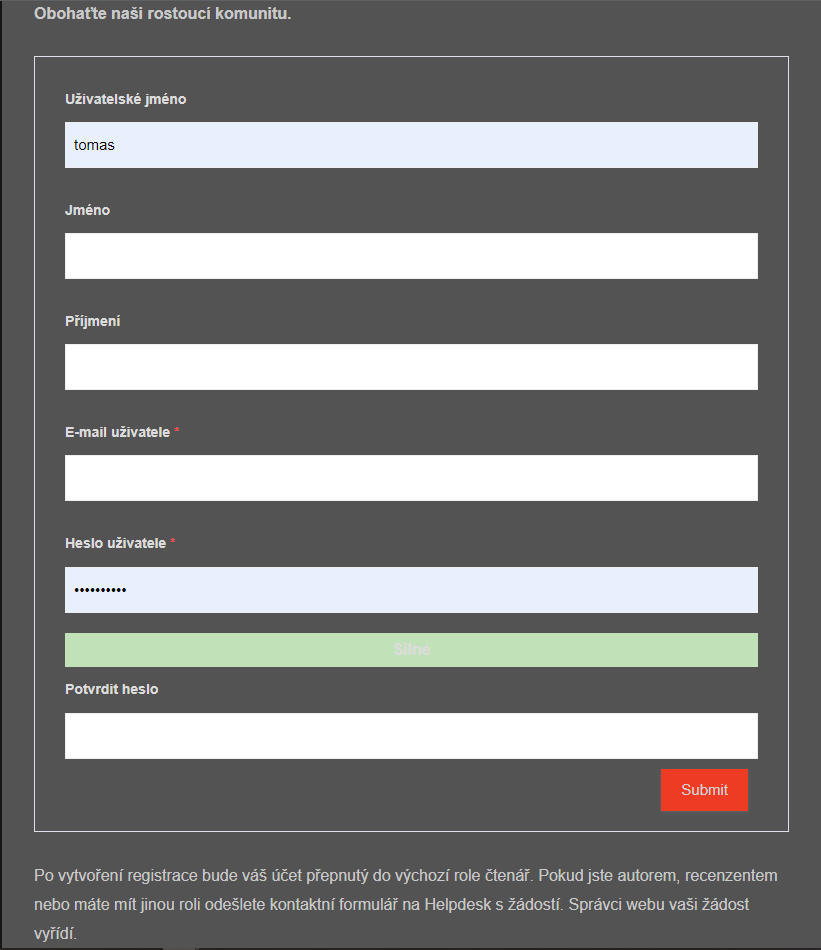 Obohaťte naši rostoucí komunitu.
Uživatelské jméno
tomas
Jméno
Příjmení
E-mail uživatele *
Heslo uživatele *
••••••••••
Silné
Potvrdit heslo
Submit
Po vytvoření registrace bude váš účet přepnutý do výchozí role čtenář. Pokud jste autorem, recenzentem
nebo máte mít jinou roli odešlete kontaktní formulář na Helpdesk s žádostí. Správci webu vaši žádost
vyřídí.